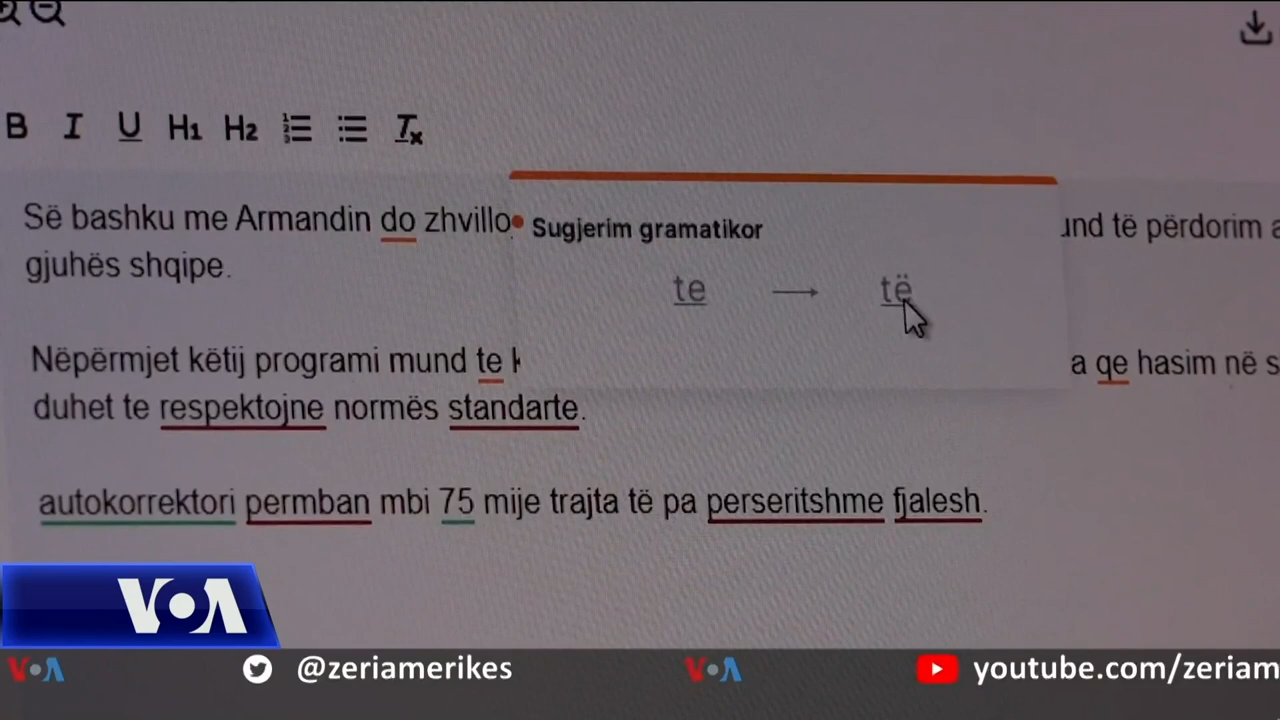 B I U H1 H2
Së bashku me Armandin do zhvillo
Sugjerim gramatikor
und të përdorim a
gjuhës shqipe.
te → të
Nëpërmjet këtij programi mund te
a qe hasim në s
duhet te respektojne normës standarte.
autokorrektori permban mbi 75 mije trajta të pa perseritshme fjalesh.
VOA
VOA @zeriamerikes VOA youtube.com/zeriam